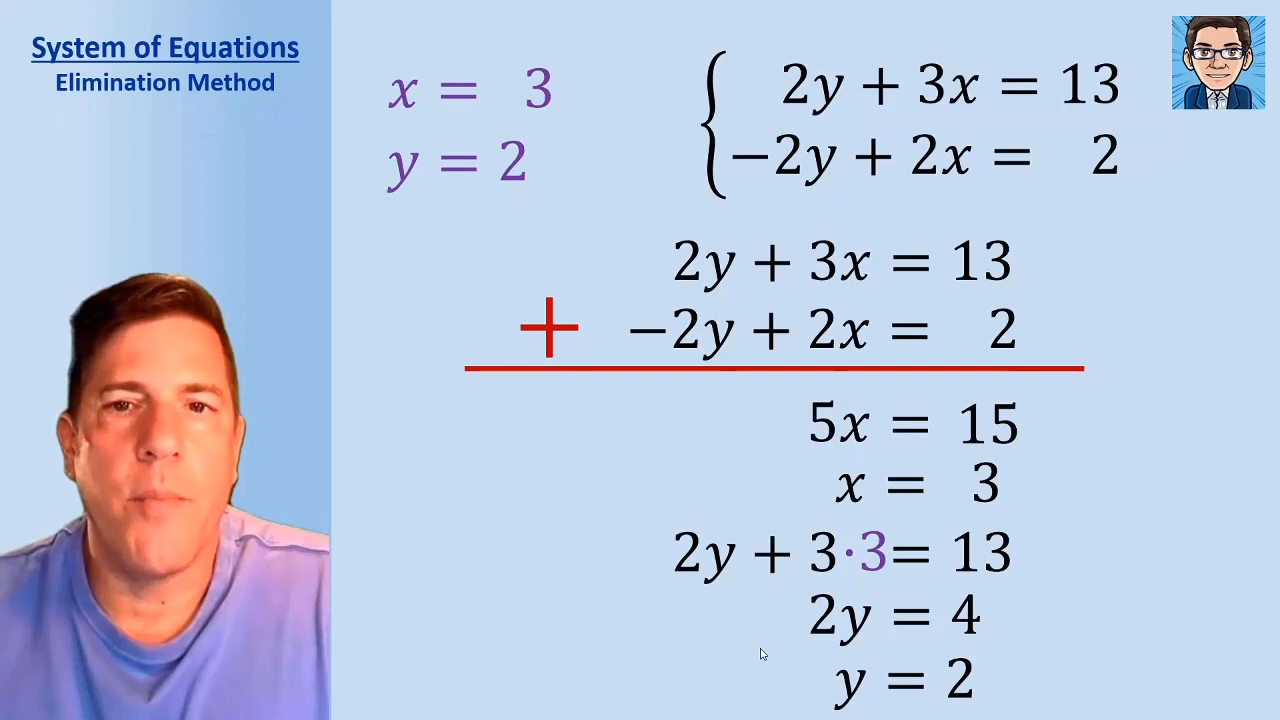 System of Equations
Elimination Method
x = 3
y = 2
2y + 3x = 13
−2y + 2x = 2
2y + 3x = 13
+ −2y + 2x = 2
5x = 15
x = 3
2y + 3·3 = 13
2y = 4
y = 2